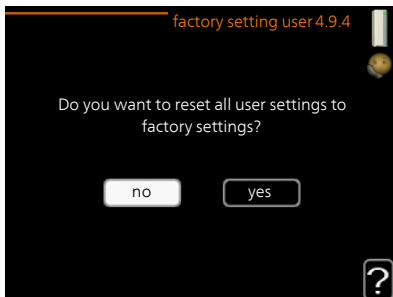 factory setting user 4.9.4
Do you want to reset all user settings to
factory settings?
no yes
?